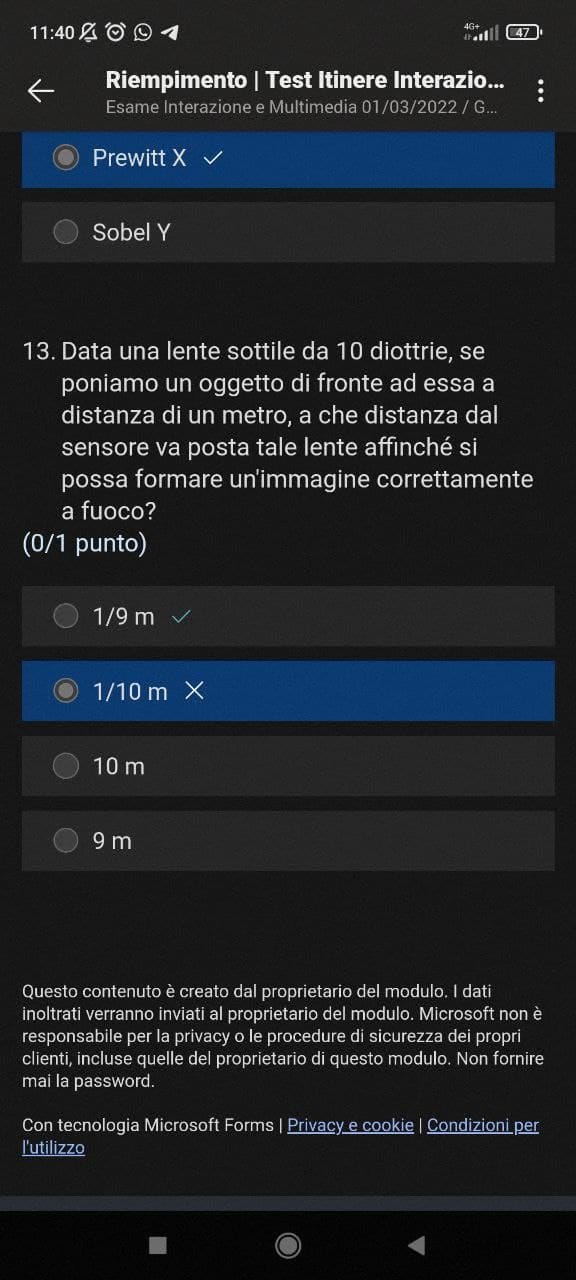 11:40
4G+
47
Riempimento | Test Itinere Interazio...
Esame Interazione e Multimedia 01/03/2022 / G...
Prewitt X
Sobel Y
13. Data una lente sottile da 10 diottrie, se
poniamo un oggetto di fronte ad essa a
distanza di un metro, a che distanza dal
sensore va posta tale lente affinché si
possa formare un'immagine correttamente
a fuoco?
(0/1 punto)
1/9 m
1/10 m
10 m
9 m
Questo contenuto è creato dal proprietario del modulo. I dati
inoltrati verranno inviati al proprietario del modulo. Microsoft non è
responsabile per la privacy o le procedure di sicurezza dei propri
clienti, incluse quelle del proprietario di questo modulo. Non fornire
mai la password.
Con tecnologia Microsoft Forms | Privacy e cookie | Condizioni per
l'utilizzo